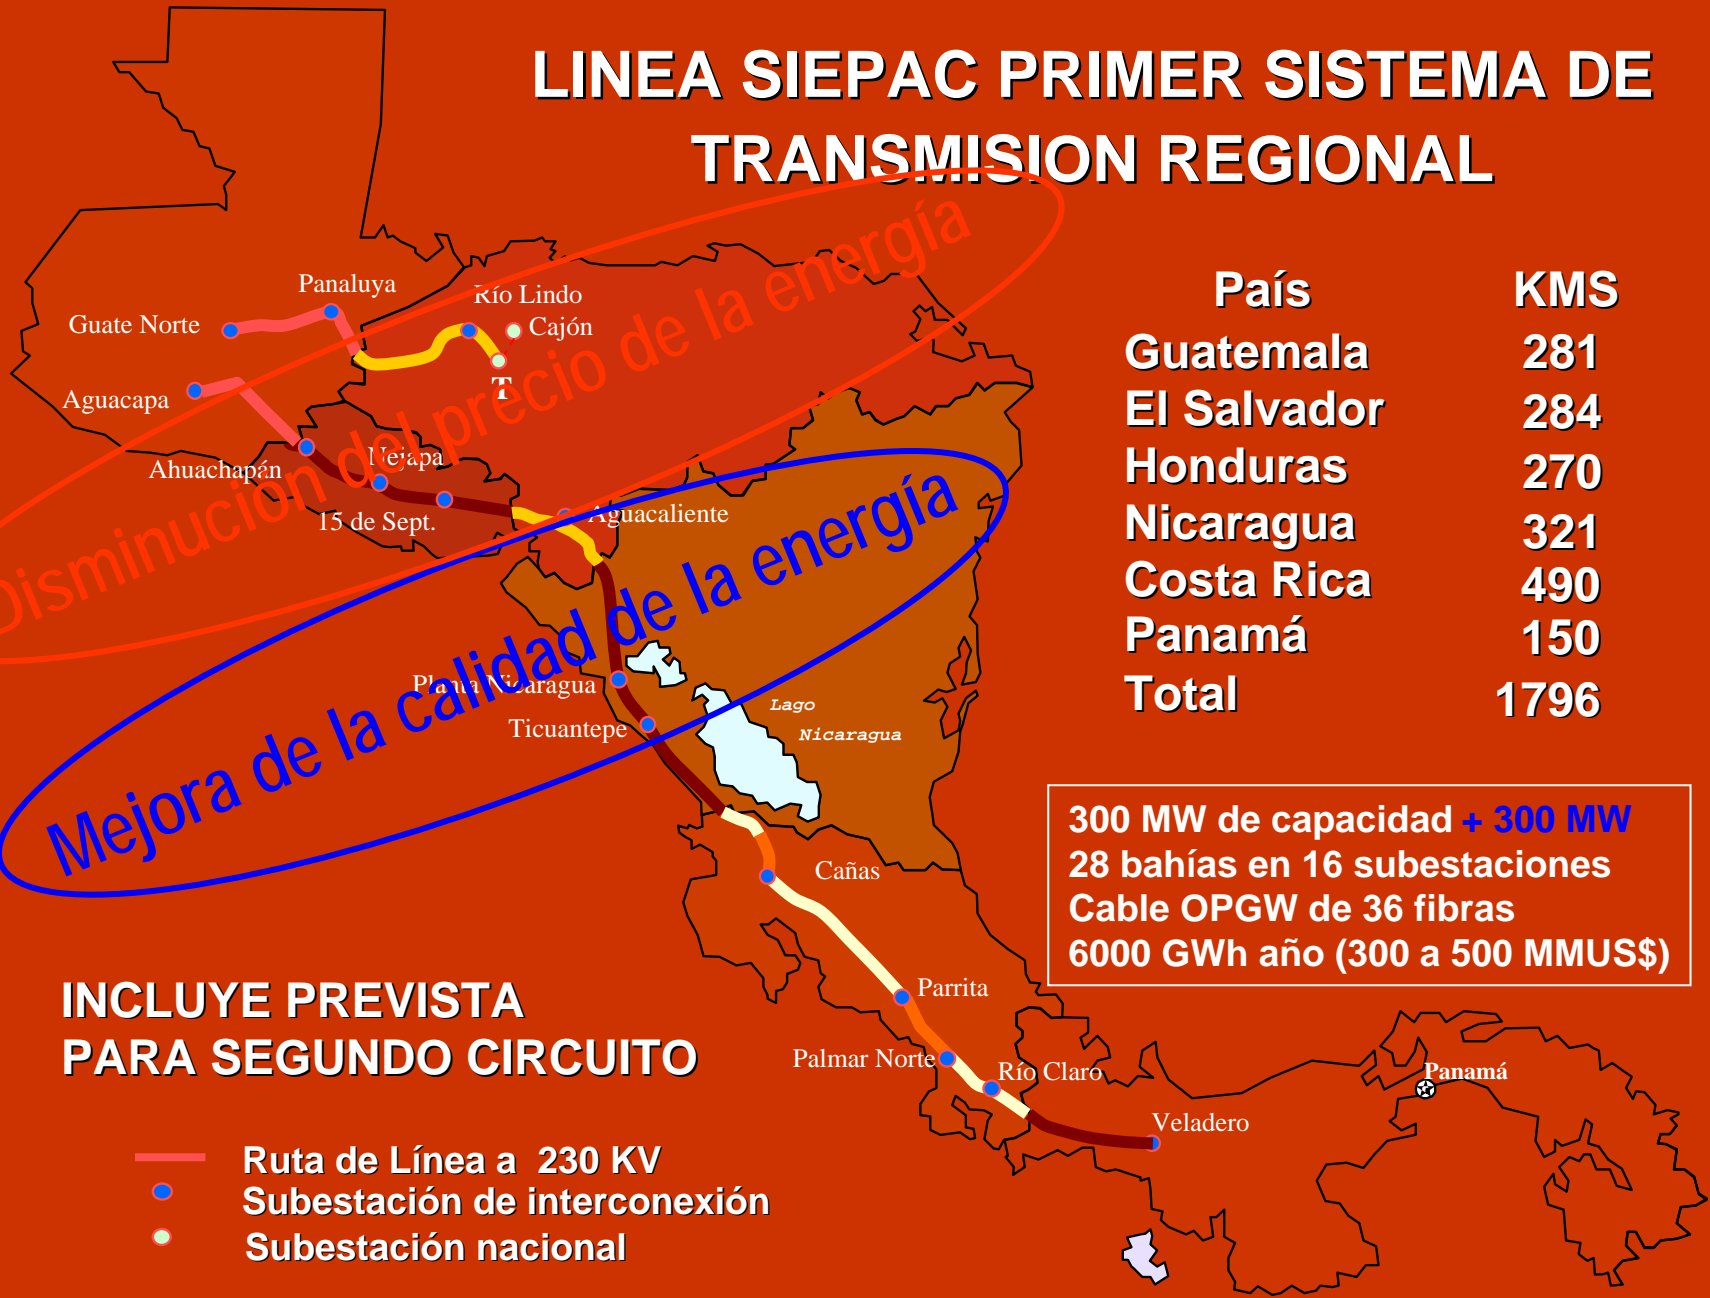 LINEA SIEPAC PRIMER SISTEMA DE
TRANSMISION REGIONAL
Disminución del precio de la energía
Mejora de la calidad de la energía
Panaluya
Guate Norte
Río Lindo
Cajón
T
Aguacapa
Ahuachapán
Nejapa
15 de Sept.
Aguacaliente
Planta Nicaragua
Ticuantepe
Lago
Nicaragua
Cañas
Parrita
Palmar Norte
Río Claro
Veladero
Panamá
País KMS
Guatemala 281
El Salvador 284
Honduras 270
Nicaragua 321
Costa Rica 490
Panamá 150
Total 1796
300 MW de capacidad + 300 MW
28 bahías en 16 subestaciones
Cable OPGW de 36 fibras
6000 GWh año (300 a 500 MMUS$)
INCLUYE PREVISTA
PARA SEGUNDO CIRCUITO
Ruta de Línea a 230 KV
Subestación de interconexión
Subestación nacional